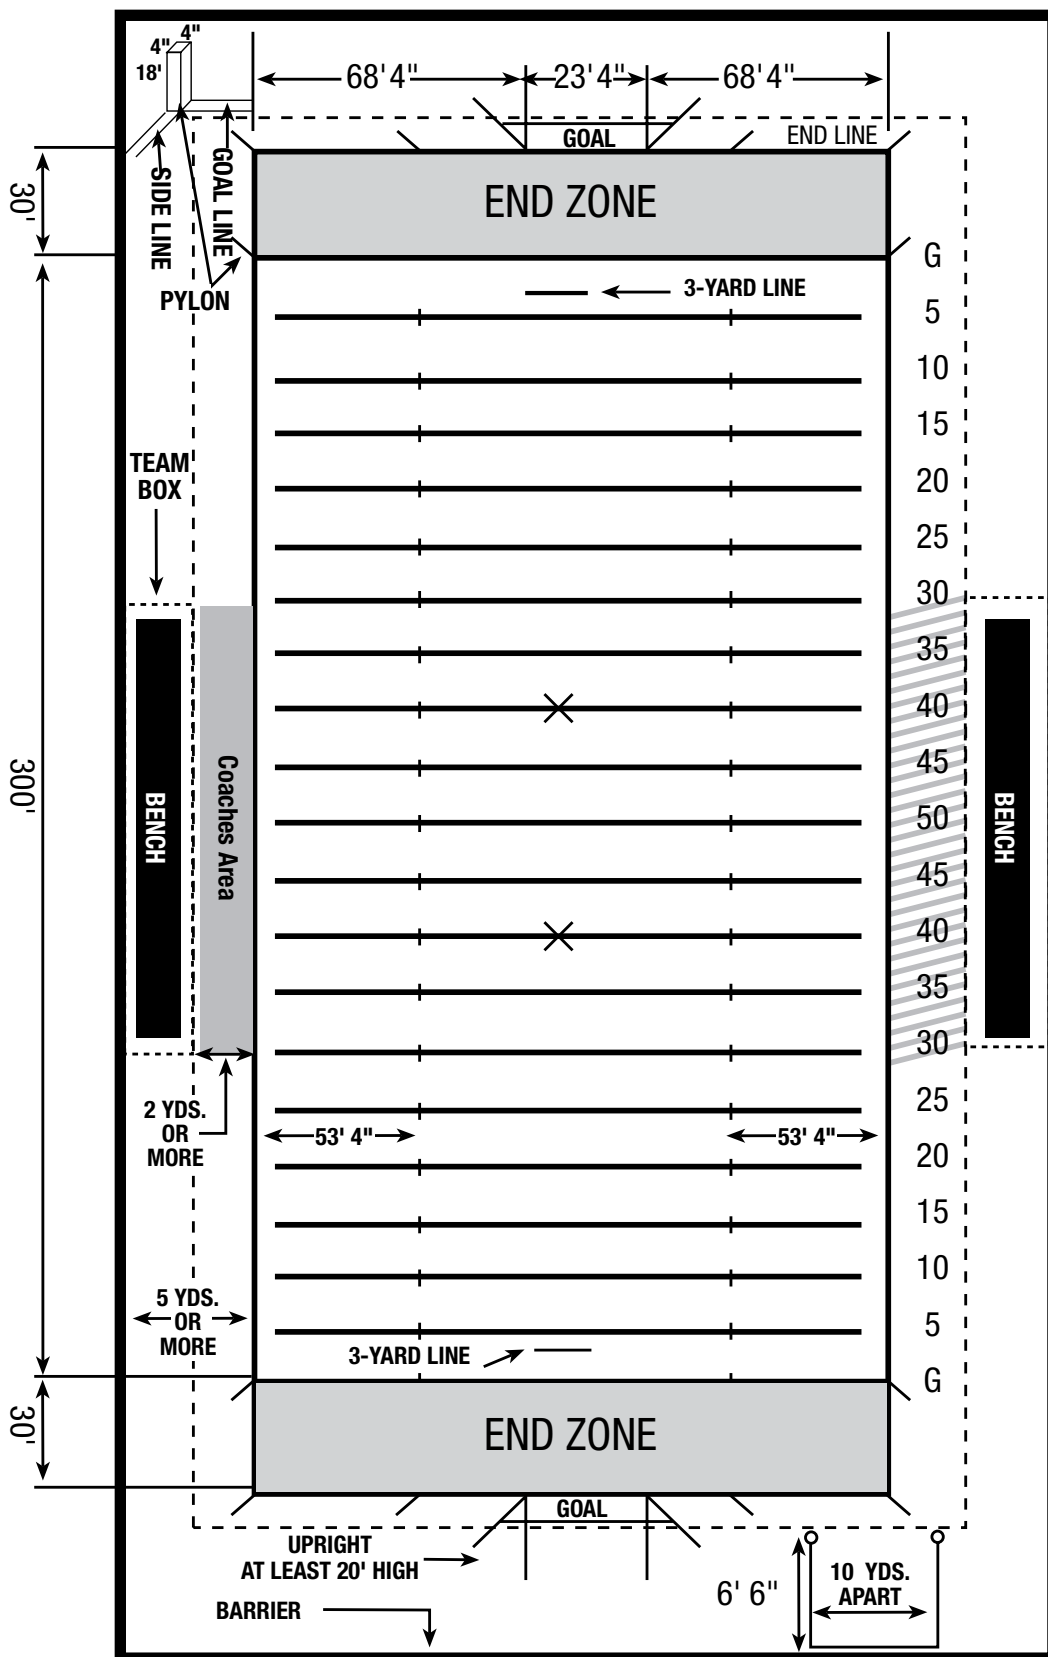 4"
4"
18'
68'4"
23'4"
68'4"
GOAL
END LINE
30'
SIDE LINE
GOAL LINE
END ZONE
G
PYLON
3-YARD LINE
5
10
15
TEAM
BOX
20
25
30
35
40
45
300'
BENCH
Coaches Area
50
BENCH
45
40
35
30
2 YDS.
OR
MORE
25
53' 4"
53' 4"
20
15
10
5 YDS.
OR
MORE
5
3-YARD LINE
G
30'
END ZONE
GOAL
UPRIGHT
AT LEAST 20' HIGH
6' 6"
10 YDS.
APART
BARRIER